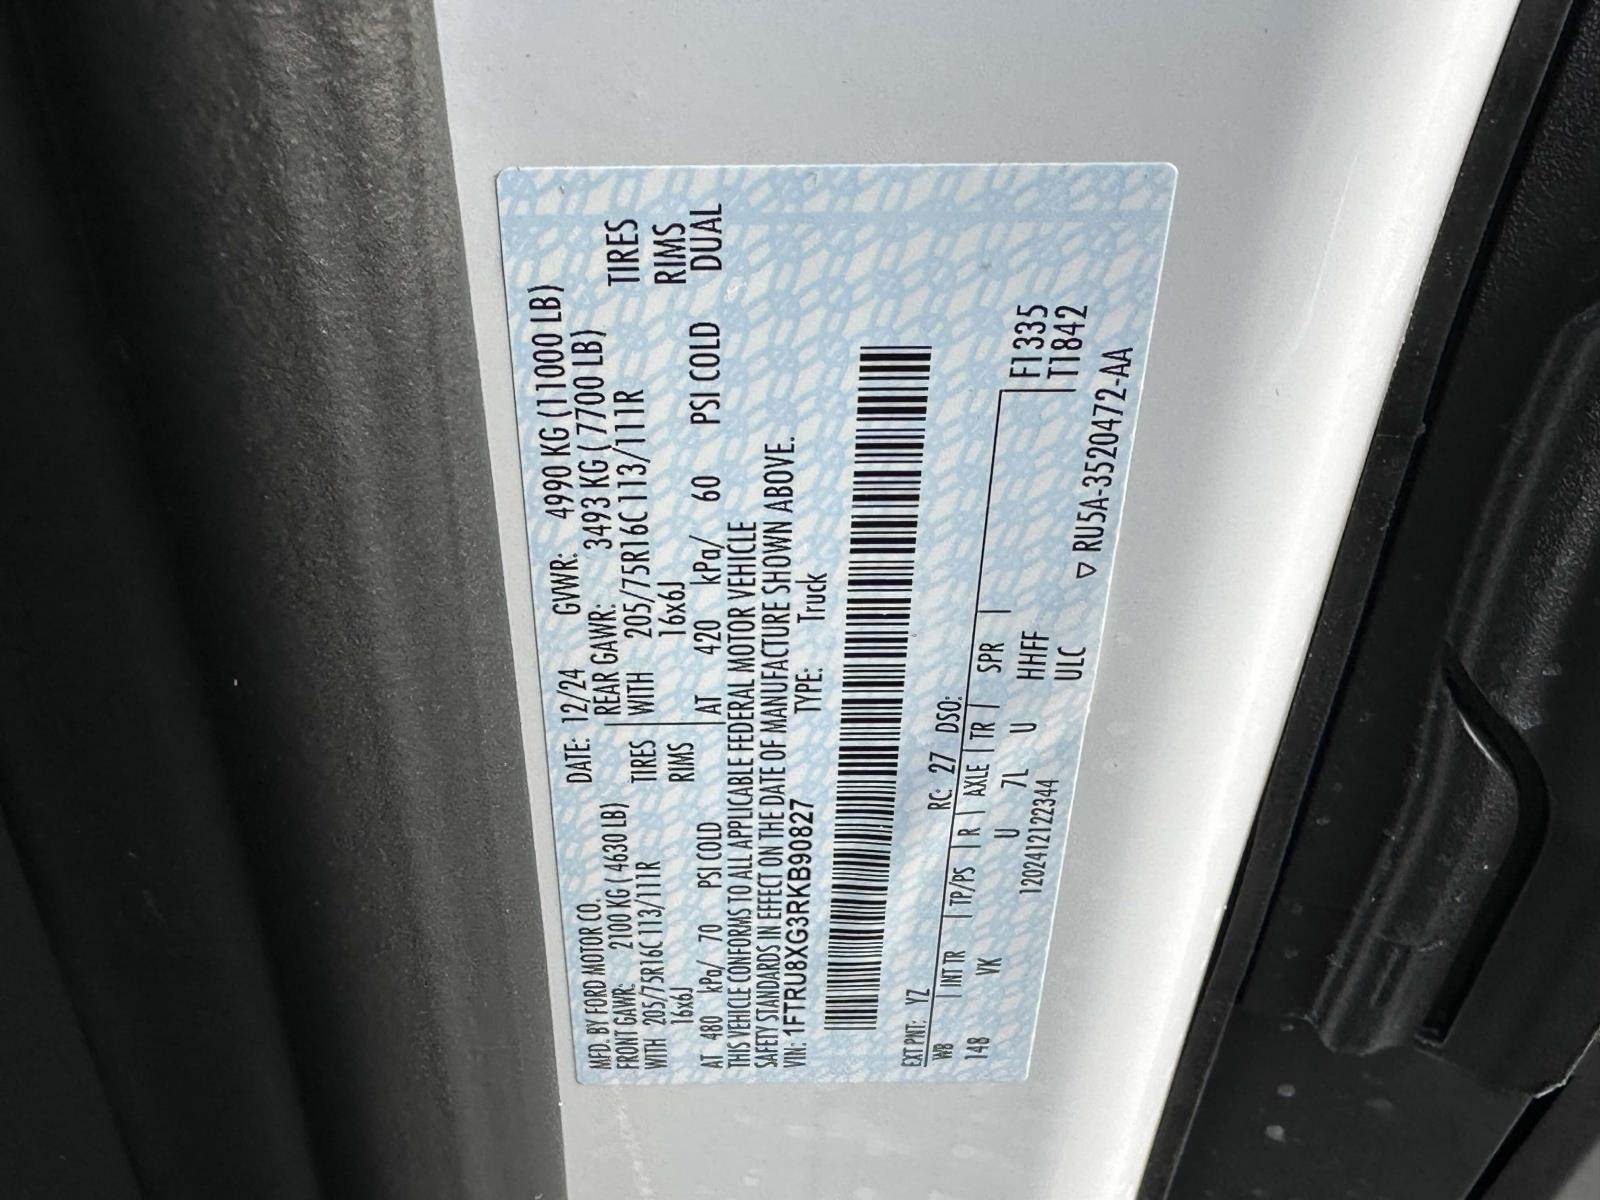 MFD. BY FORD MOTOR CO. DATE: 12/24 GVWR: 4990 KG (11000 LB)
FRONT GAWR: 2100 KG ( 4630 LB) REAR GAWR: 3493 KG ( 7700 LB)
WITH 205/75R16C113/111R TIRES WITH 205/75R16C113/111R TIRES
16x6J RIMS 16x6J RIMS
AT 480 kPa/ 70 PSI COLD AT 420 kPa/ 60 PSI COLD DUAL
THIS VEHICLE CONFORMS TO ALL APPLICABLE FEDERAL MOTOR VEHICLE
SAFETY STANDARDS IN EFFECT ON THE DATE OF MANUFACTURE SHOWN ABOVE.
VIN: 1FTRU8XG3RKB90827 TYPE: Truck
EXT PNT: YZ RC: 27 DSO:
WB INT TR TP/PS R AXLE TR SPR
148 VK U 7L U HHFF F1335
12024121223​44 ULC T1842
▽ RU5A-3520472-AA